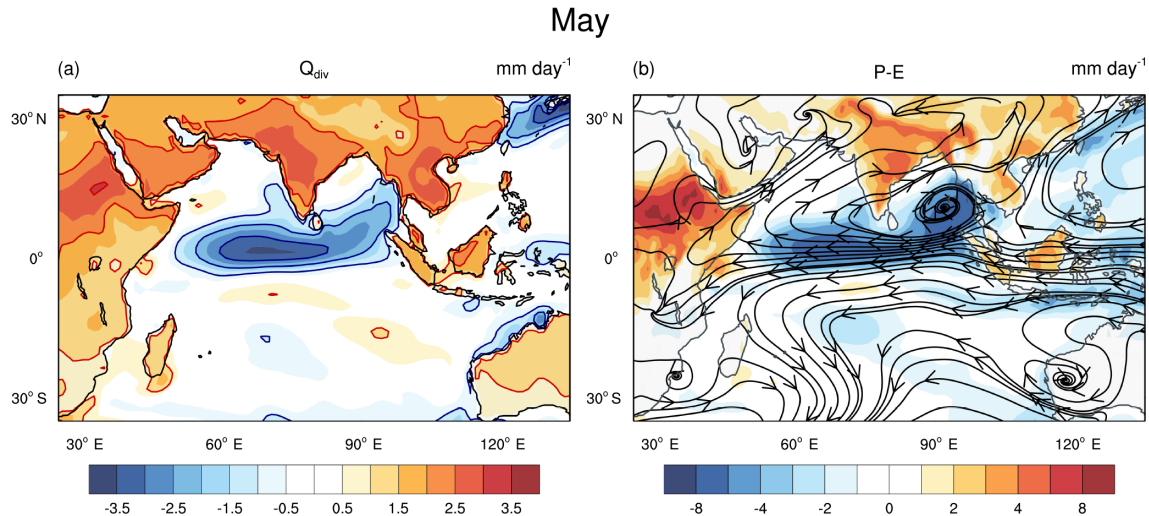 May
(a) Q_div mm day⁻¹
(b) P-E mm day⁻¹
30° N
0°
30° S
30° E 60° E 90° E 120° E
30° N
0°
30° S
30° E 60° E 90° E 120° E
-3.5 -2.5 -1.5 -0.5 0.5 1.5 2.5 3.5
-8 -4 -2 0 2 4 8